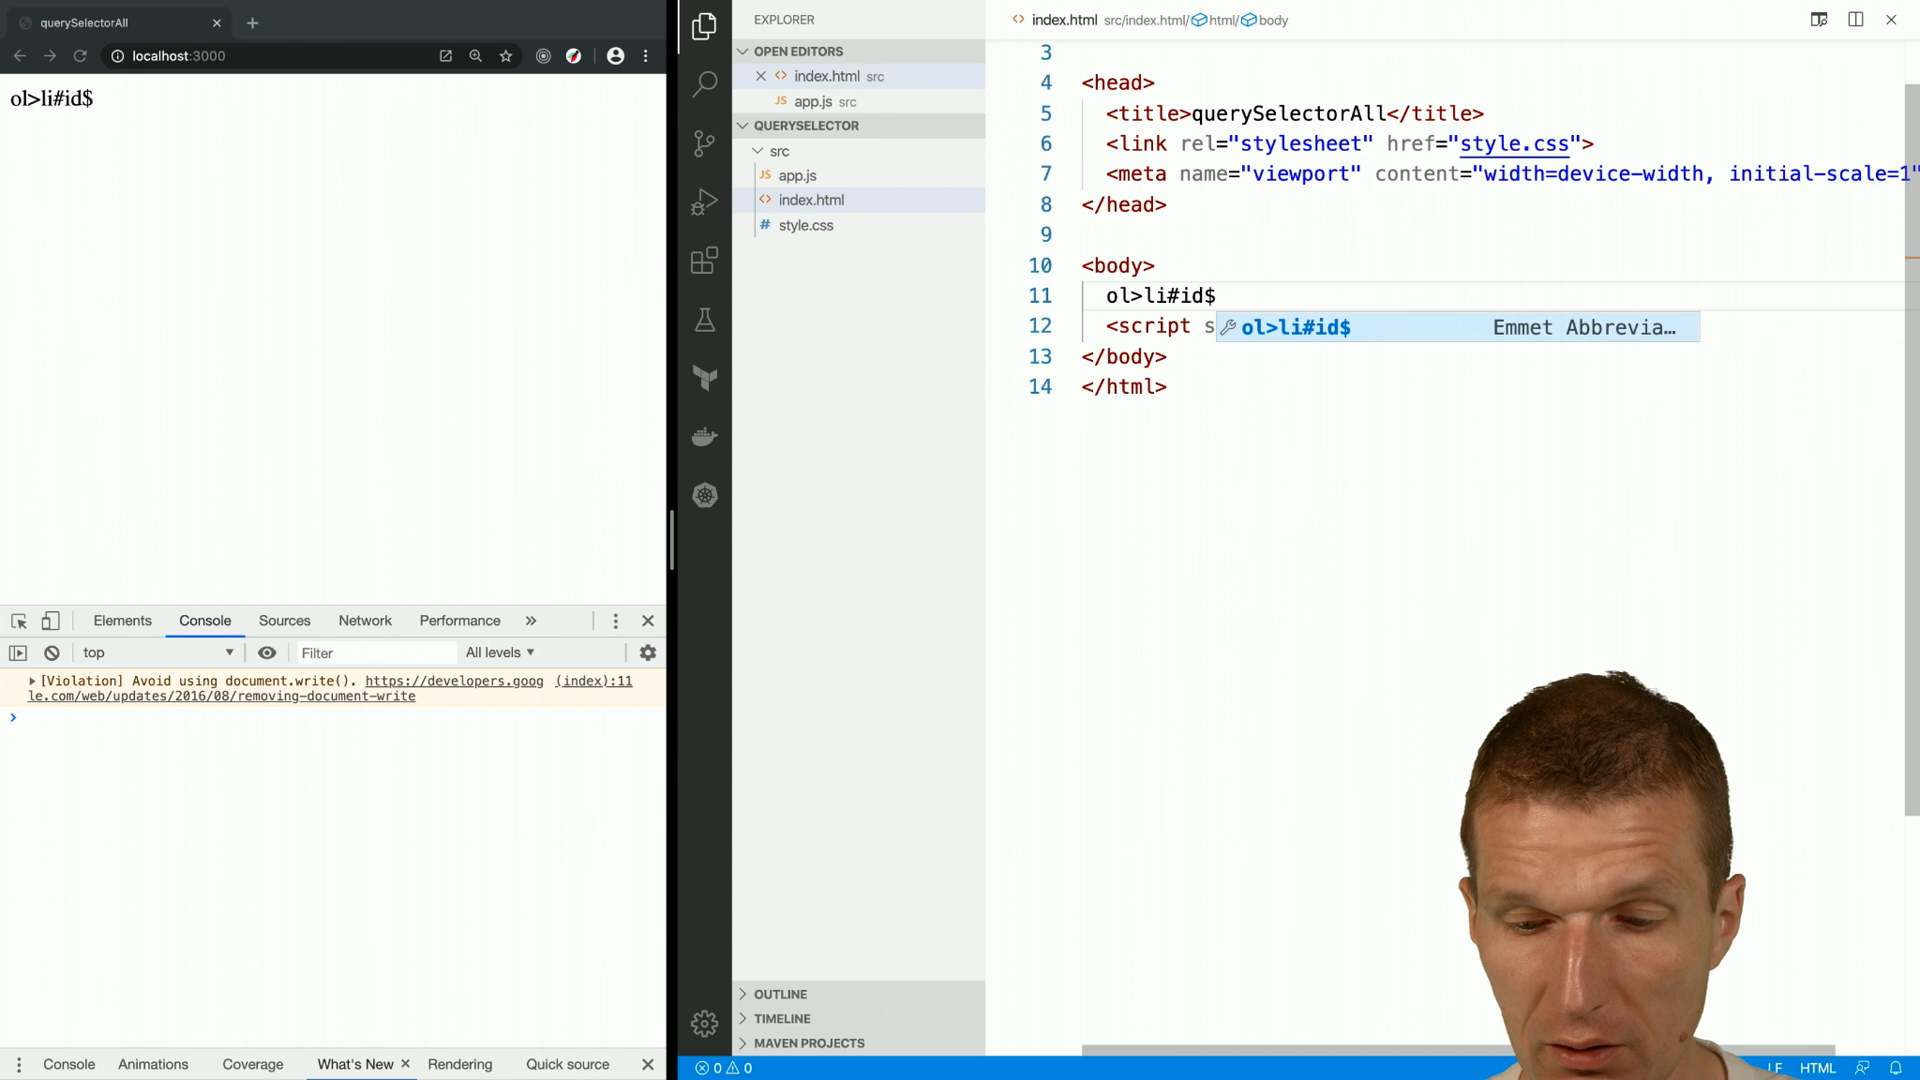 querySelectorAll
localhost:3000
ol>li#id$
Elements Console Sources Network Performance »
top Filter All levels
[Violation] Avoid using document.write(). https://developers.goog (index):11
le.com/web/updates/2016/08/removing-document-write
>
Console Animations Coverage What's New Rendering Quick source
EXPLORER
OPEN EDITORS
index.html src
JS app.js src
QUERYSELECTOR
src
JS app.js
<> index.html
# style.css
OUTLINE
TIMELINE
MAVEN PROJECTS
<> index.html src/index.html/html/body
3
4 <head>
5 <title>querySelectorAll</title>
6 <link rel="stylesheet" href="style.css">
7 <meta name="viewport" content="width=device-width, initial-scale=1"
8 </head>
9
10 <body>
11 ol>li#id$
12 <script s
ol>li#id$ Emmet Abbrevia…
13 </body>
14 </html>
0 0
LF HTML